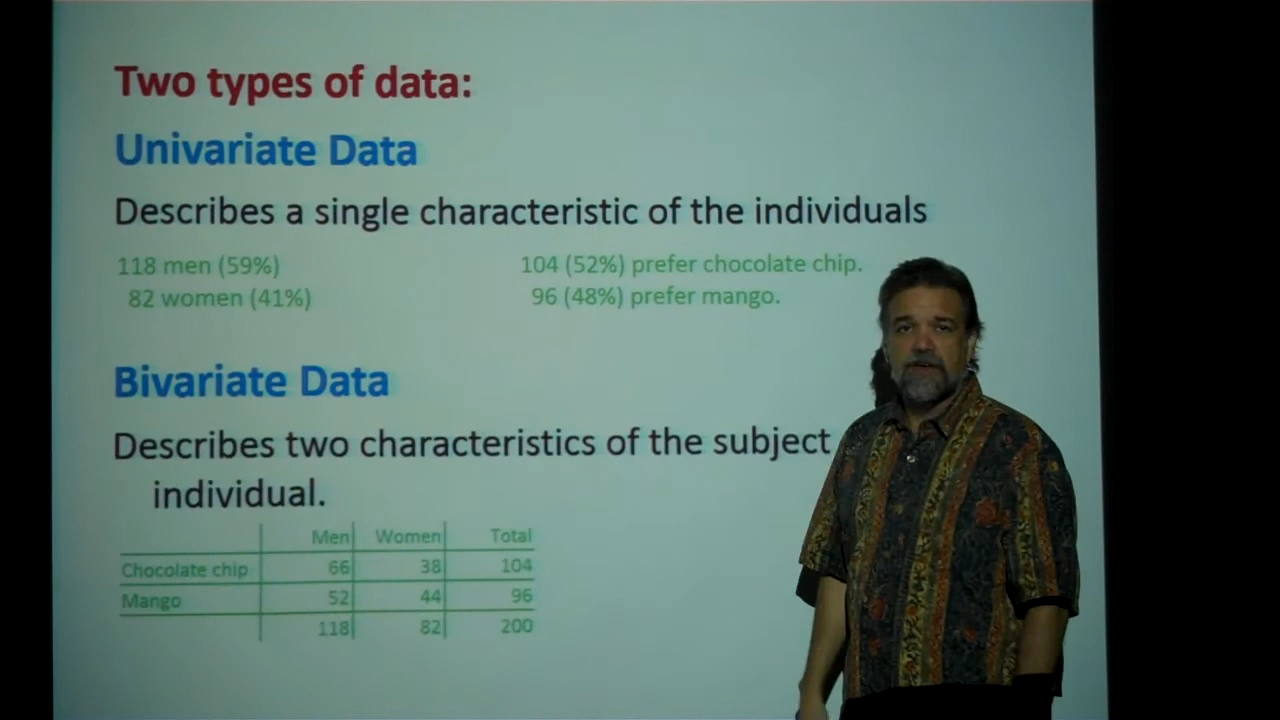 Two types of data:
Univariate Data
Describes a single characteristic of the individuals
118 men (59%) 104 (52%) prefer chocolate chip.
82 women (41%) 96 (48%) prefer mango.
Bivariate Data
Describes two characteristics of the subject
individual.
Men Women Total
Chocolate chip 66 38 104
Mango 52 44 96
118 82 200